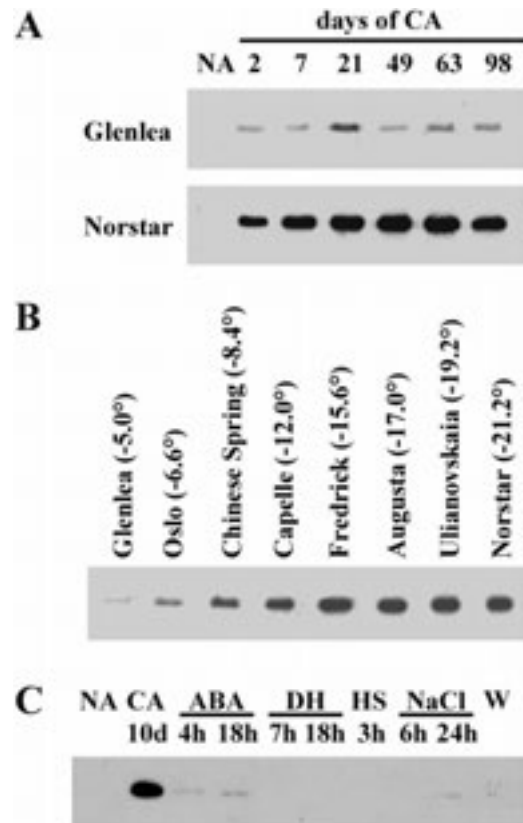 A
days of CA
NA 2 7 21 49 63 98
Glenlea
Norstar
B
Glenlea (-5.0°)
Oslo (-6.6°)
Chinese Spring (-8.4°)
Capelle (-12.0°)
Fredrick (-15.6°)
Augusta (-17.0°)
Ulianovskaia (-19.2°)
Norstar (-21.2°)
C
NA CA ABA DH HS NaCl W
10d 4h 18h 7h 18h 3h 6h 24h